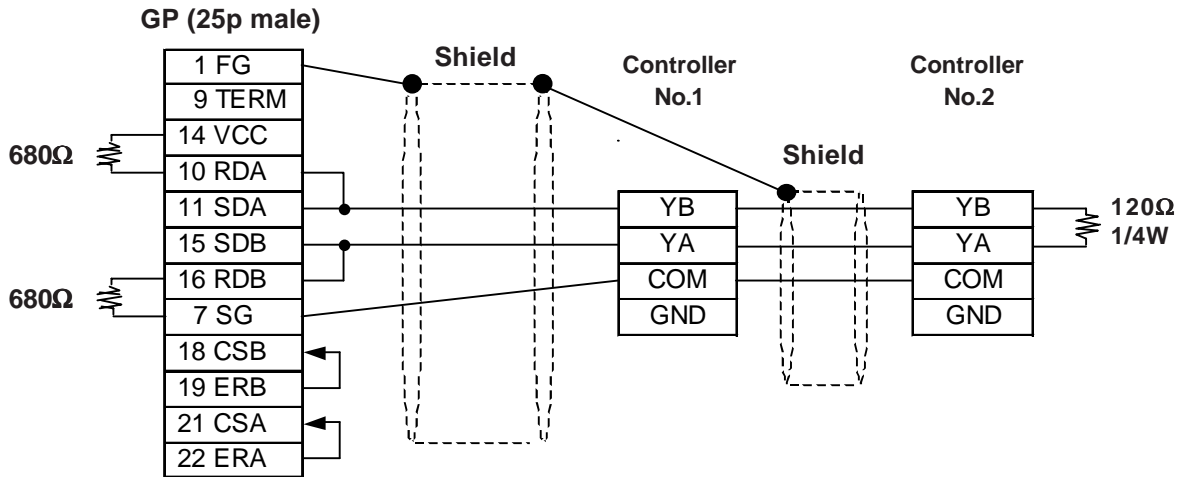 GP (25p male)
1 FG
9 TERM
14 VCC
10 RDA
11 SDA
15 SDB
16 RDB
7 SG
18 CSB
19 ERB
21 CSA
22 ERA
680Ω
680Ω
Shield
Controller
No.1
YB
YA
COM
GND
Shield
Controller
No.2
YB
YA
COM
GND
120Ω
1/4W